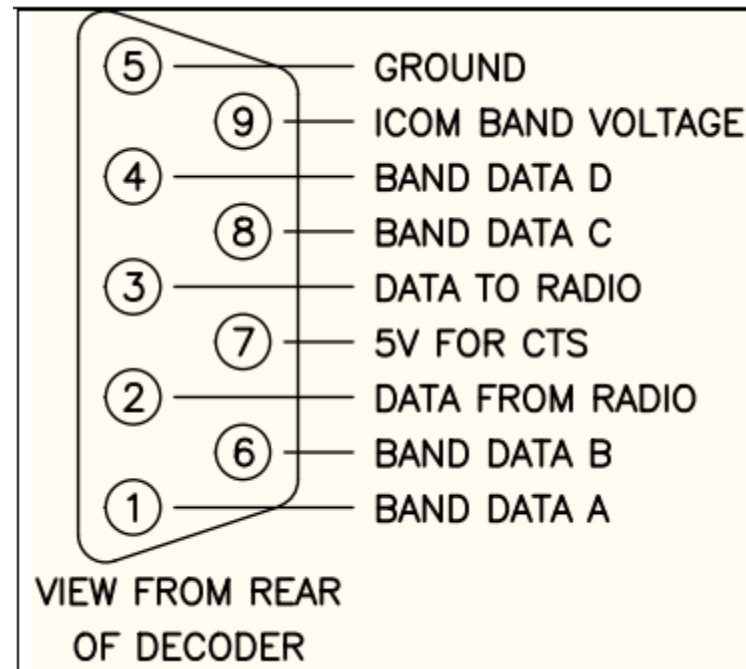 5 GROUND
9 ICOM BAND VOLTAGE
4 BAND DATA D
8 BAND DATA C
3 DATA TO RADIO
7 5V FOR CTS
2 DATA FROM RADIO
6 BAND DATA B
1 BAND DATA A
VIEW FROM REAR
OF DECODER